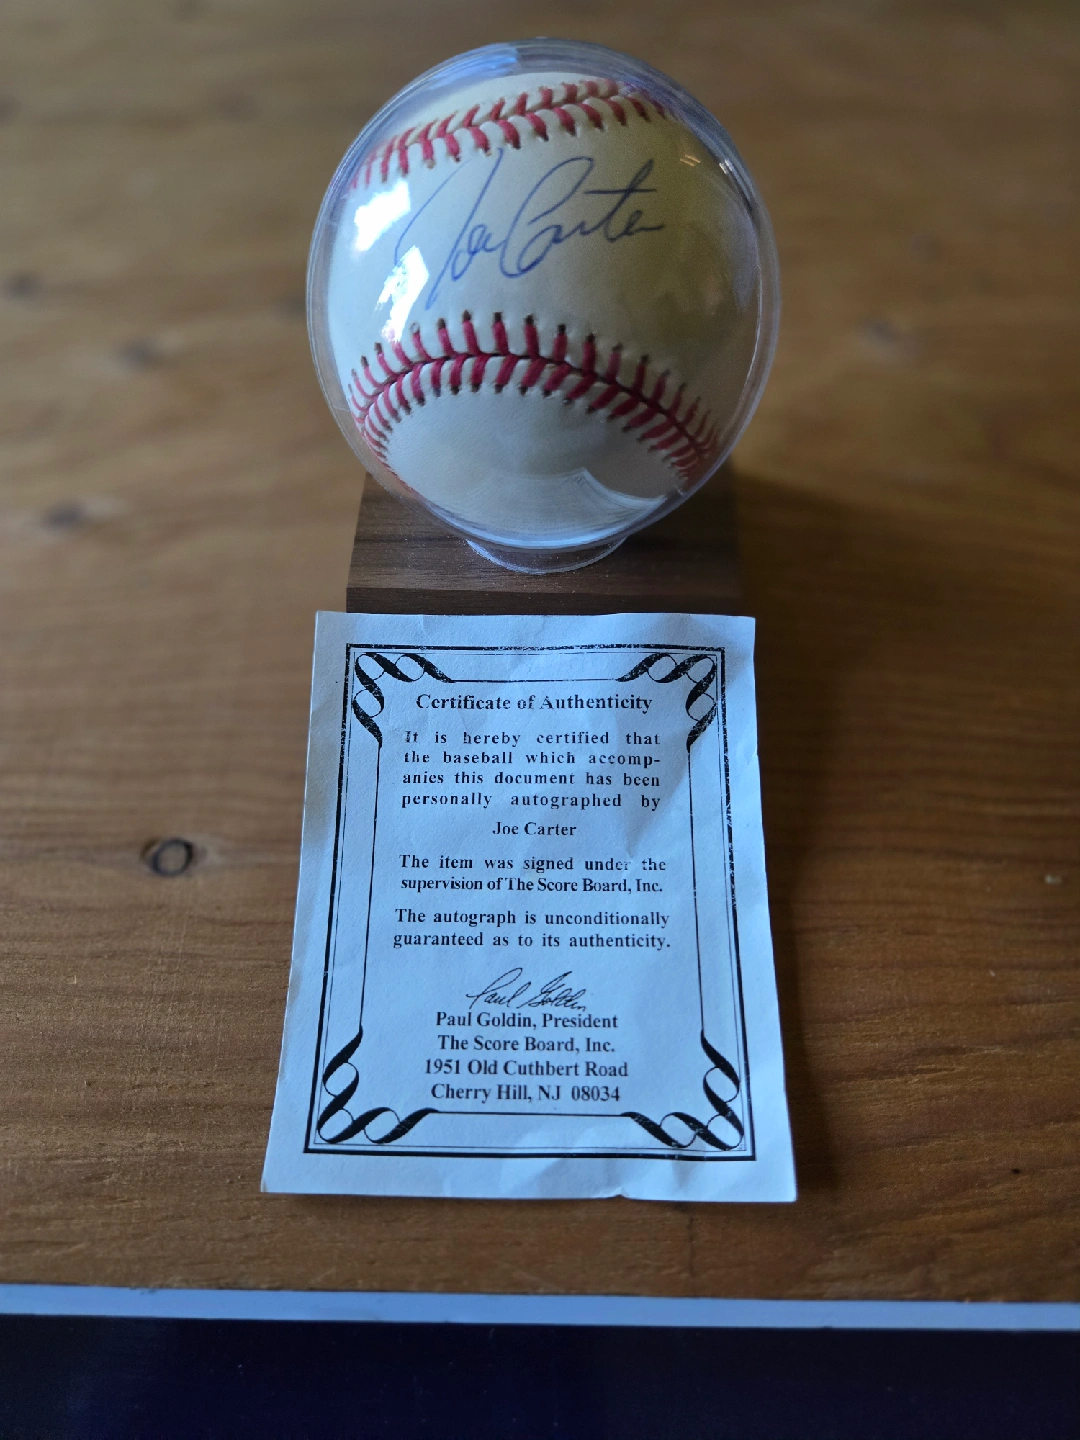 Joe Carter
Certificate of Authenticity
It is hereby certified that
the baseball which accomp-
anies this document has been
personally autographed by
Joe Carter
The item was signed under the
supervision of The Score Board, Inc.
The autograph is unconditionally
guaranteed as to its authenticity.
Paul Goldin
Paul Goldin, President
The Score Board, Inc.
1951 Old Cuthbert Road
Cherry Hill, NJ 08034